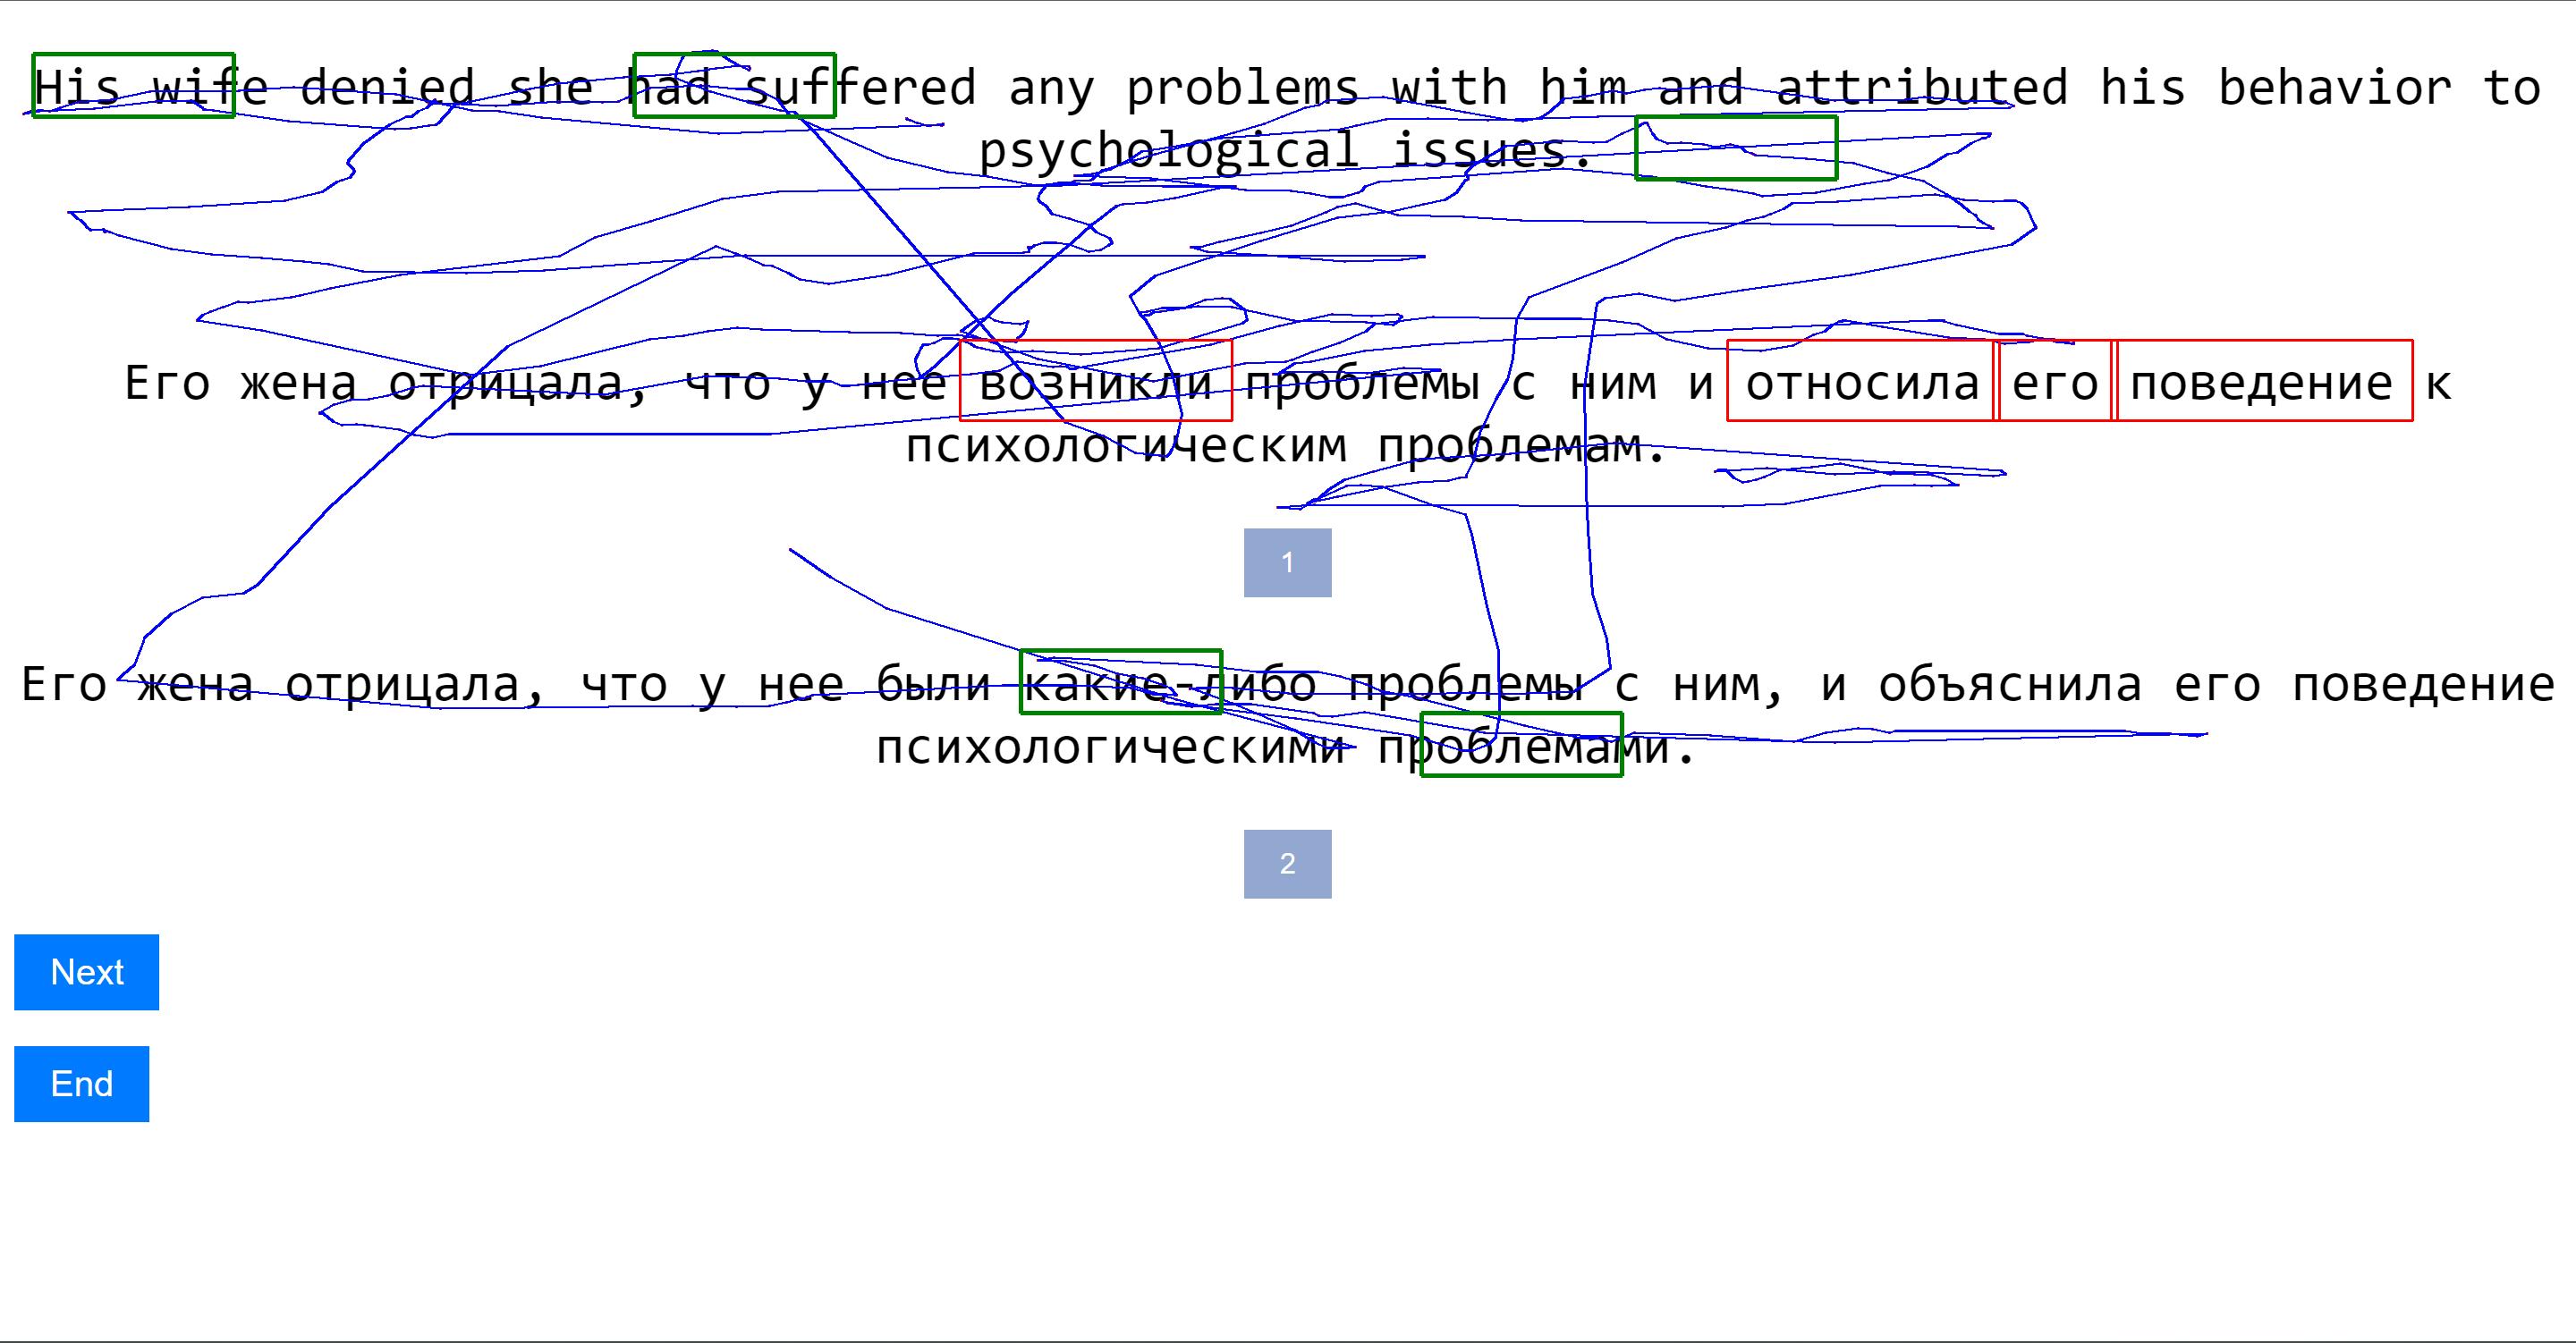 His wife denied she had suffered any problems with him and attributed his behavior to
psychological issues.
Его жена отрицала, что у нее возникли проблемы с ним и относила его поведение к
психологическим проблемам.
1
Его жена отрицала, что у нее были какие-либо проблемы с ним, и объяснила его поведение
психологическими проблемами.
2
Next
End